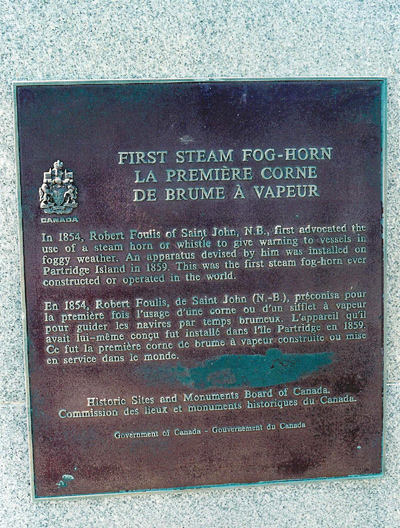 FIRST STEAM FOG-HORN
LA PREMIÈRE CORNE
DE BRUME À VAPEUR
CANADA
In 1854, Robert Foulis of Saint John, N.B., first advocated the
use of a steam horn or whistle to give warning to vessels in
foggy weather. An apparatus devised by him was installed on
Partridge Island in 1859. This was the first steam fog-horn ever
constructed or operated in the world.
En 1854, Robert Foulis, de Saint John (N.-B.), préconisa pour
la première fois l'usage d'une corne ou d'un sifflet à vapeur
pour guider les navires par temps brumeux. L'appareil qu'il
avait lui-même conçu fut installé dans l'île Partridge en 1859.
Ce fut la première corne de brume à vapeur construite ou mise
en service dans le monde.
Historic Sites and Monuments Board of Canada.
Commission des lieux et monuments historiques du Canada.
Government of Canada - Gouvernement du Canada